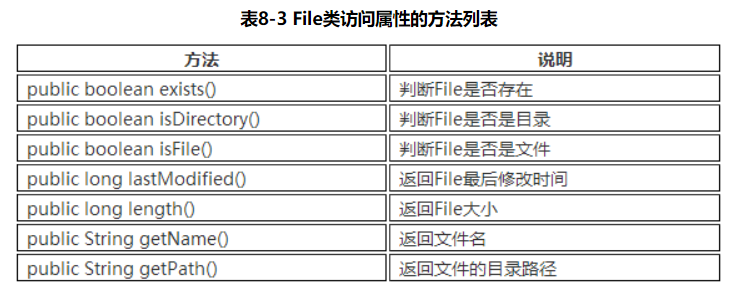 表8-3 File类访问属性的方法列表
方法 说明
public boolean exists() 判断File是否存在
public boolean isDirectory() 判断File是否是目录
public boolean isFile() 判断File是否是文件
public long lastModified() 返回File最后修改时间
public long length() 返回File大小
public String getName() 返回文件名
public String getPath() 返回文件的目录路径